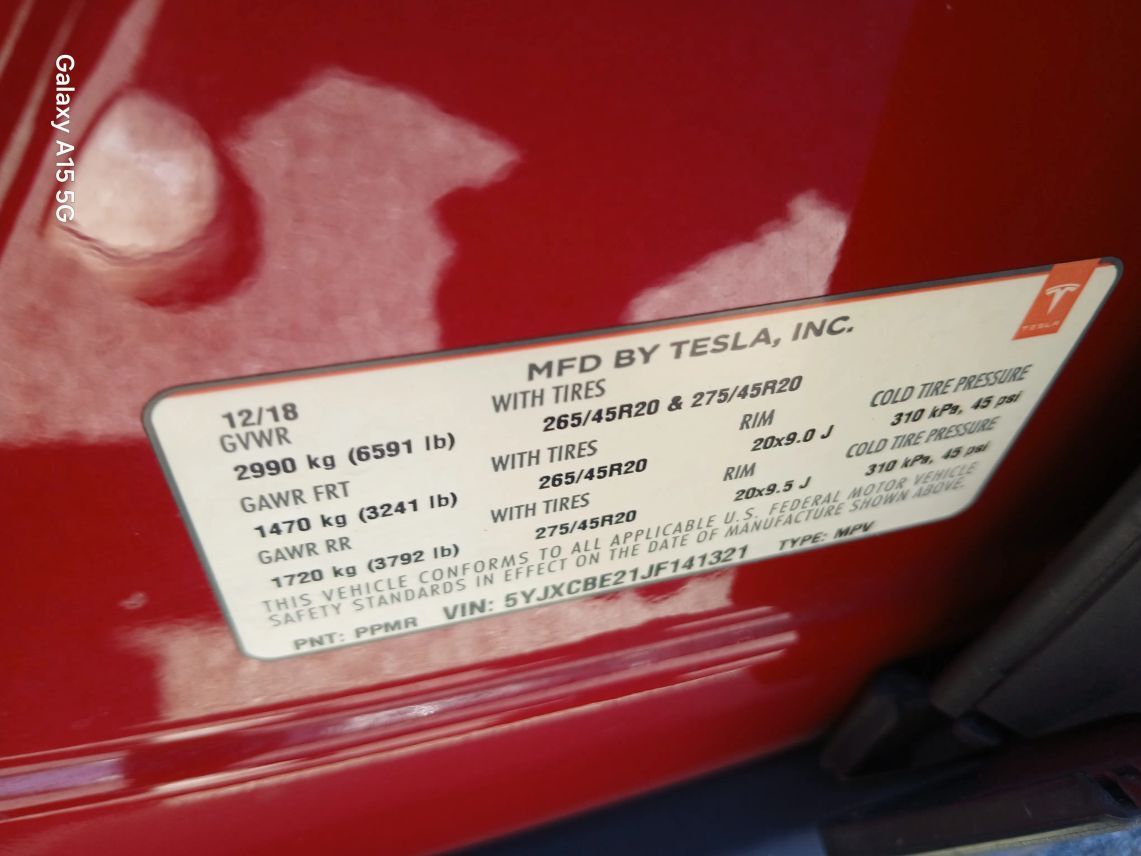 Galaxy A15 5G
TESLA
MFD BY TESLA, INC.
12/18
GVWR
2990 kg (6591 lb)
WITH TIRES
265/45R20 & 275/45R20
GAWR FRT
1470 kg (3241 lb)
WITH TIRES
265/45R20
RIM
20x9.0 J
COLD TIRE PRESSURE
310 kPa, 45 psi
GAWR RR
1720 kg (3792 lb)
WITH TIRES
275/45R20
RIM
20x9.5 J
COLD TIRE PRESSURE
310 kPa, 45 psi
THIS VEHICLE CONFORMS TO ALL APPLICABLE U.S. FEDERAL MOTOR VEHICLE
SAFETY STANDARDS IN EFFECT ON THE DATE OF MANUFACTURE SHOWN ABOVE.
PNT: PPMR VIN: 5YJXCBE21JF141321 TYPE: MPV